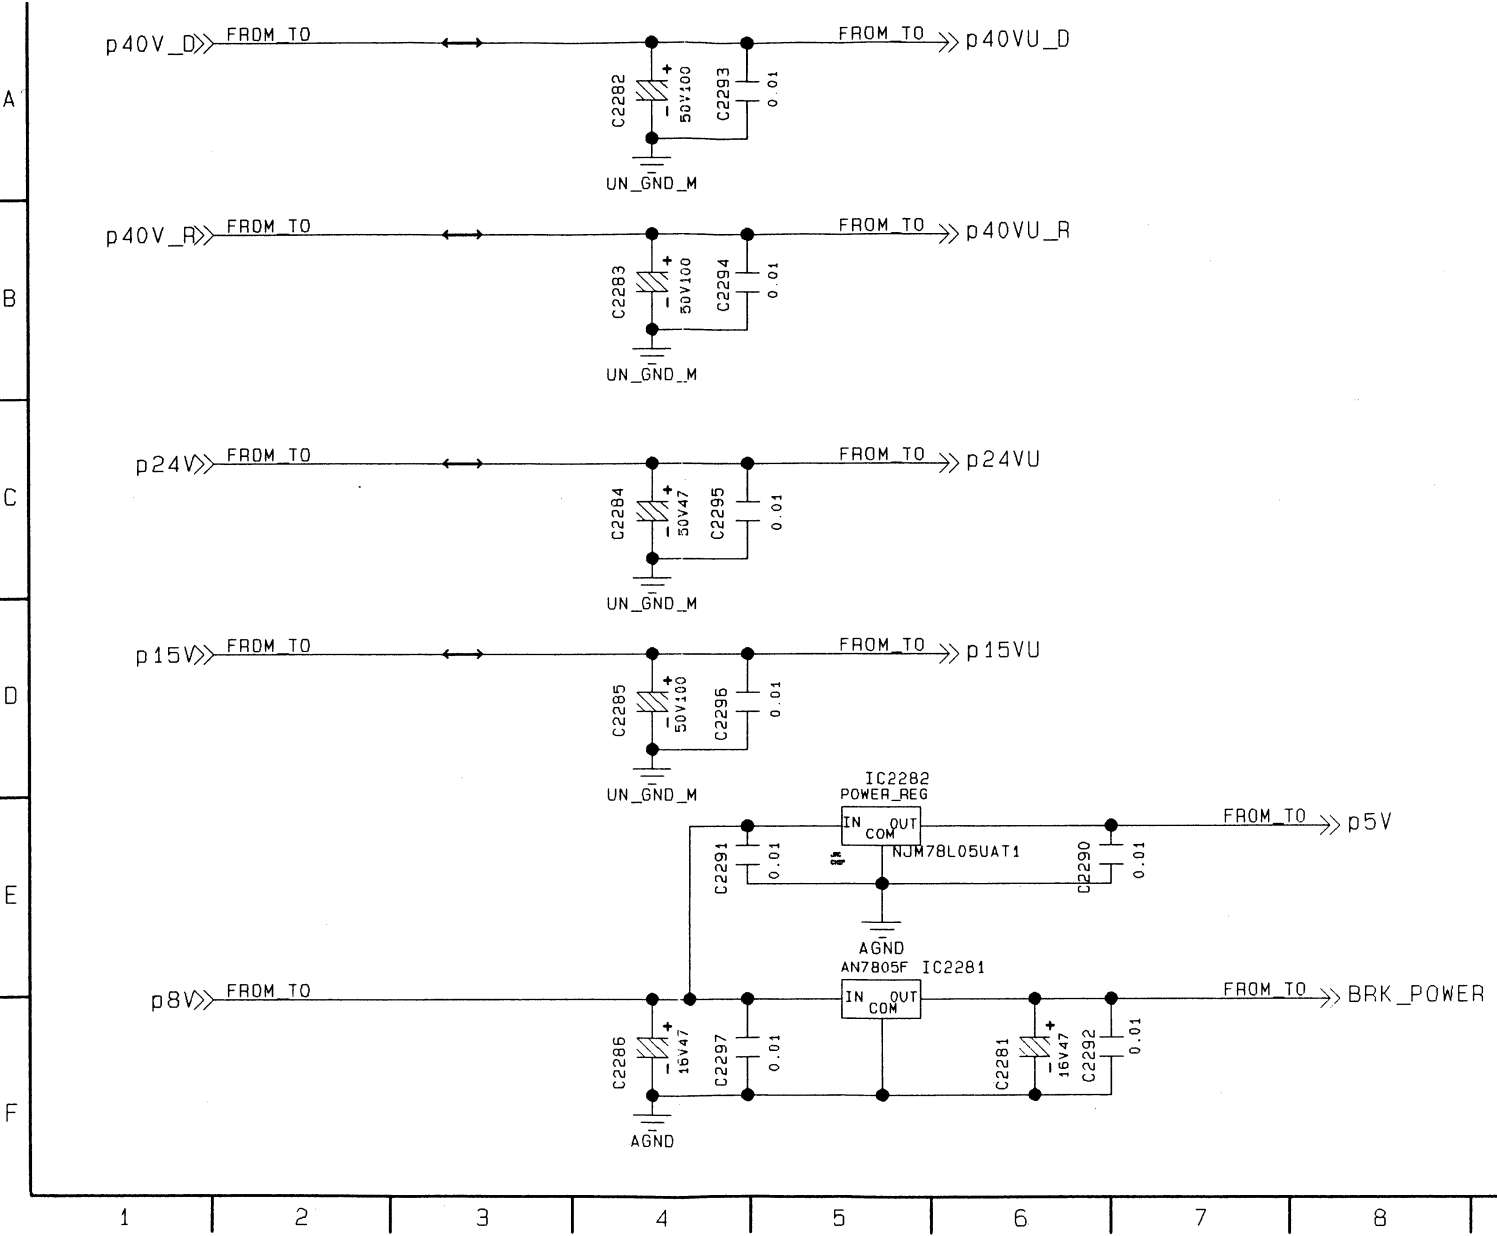 p40V_D
FROM_TO
FROM_TO
p40VU_D
A
C2282
50V100
C2293
0.01
UN_GND_M
p40V_R
FROM_TO
FROM_TO
p40VU_R
B
C2283
50V100
C2294
0.01
UN_GND_M
p24V
FROM_TO
FROM_TO
p24VU
C
C2284
50V47
C2295
0.01
UN_GND_M
p15V
FROM_TO
FROM_TO
p15VU
D
C2285
50V100
C2296
0.01
UN_GND_M
IC2282
POWER_REG
IN OUT
COM
NJM78L05UAT1
FROM_TO
p5V
E
C2291
0.01
C2290
0.01
AGND
AN7805F IC2281
p8V
FROM_TO
IN OUT
COM
FROM_TO
BRK_POWER
C2286
16V47
C2297
0.01
C2281
16V47
C2292
0.01
F
AGND
1 2 3 4 5 6 7 8